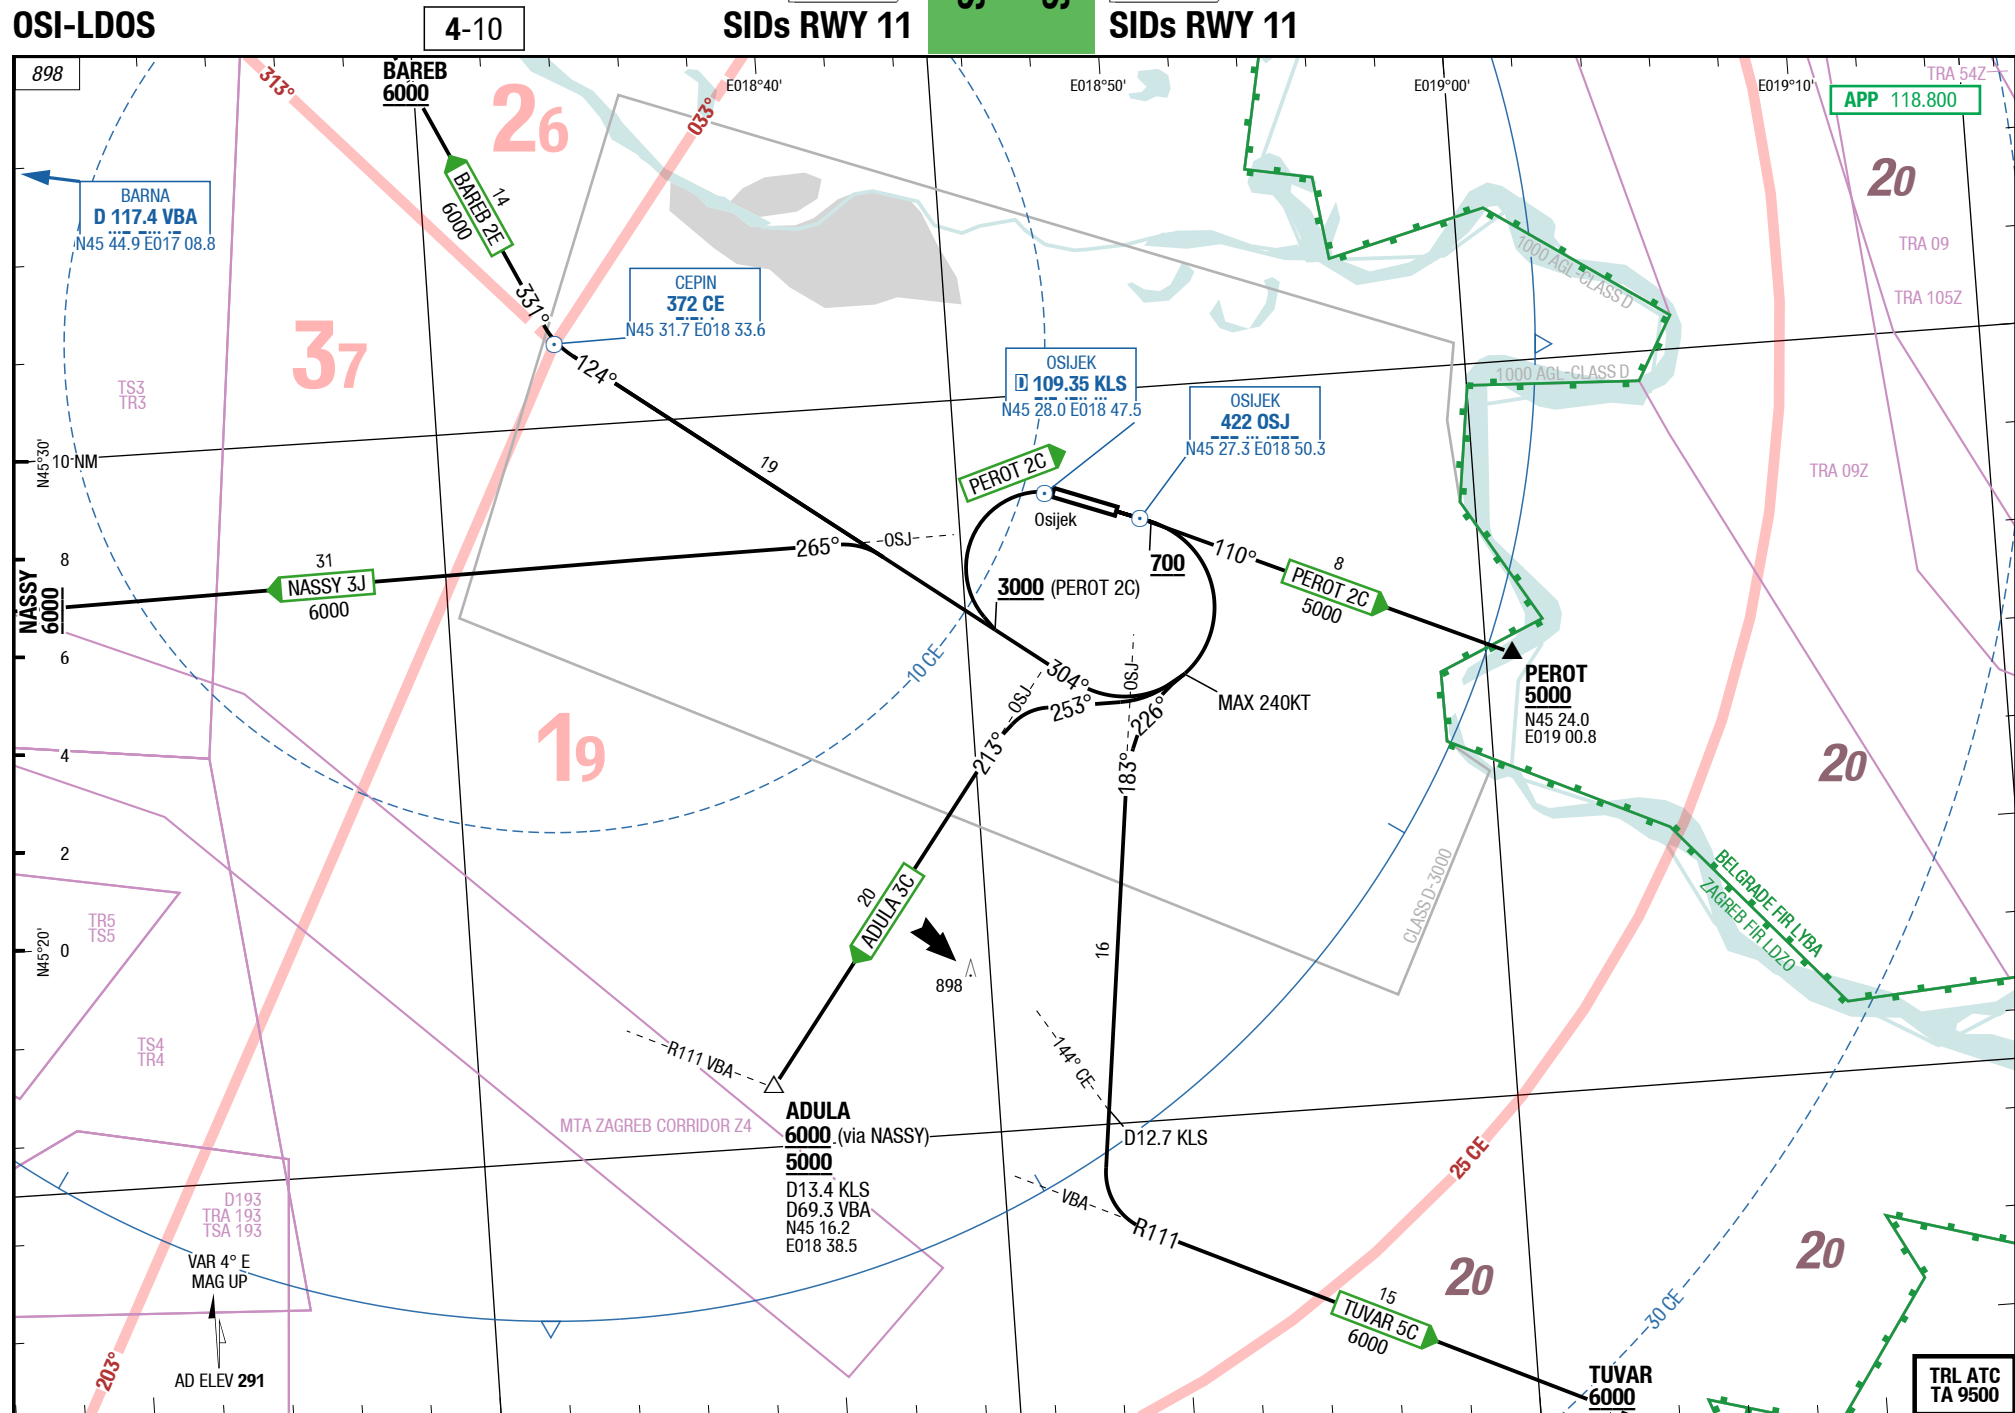 OSI-LDOS
4-10
SIDs RWY 11
SIDs RWY 11
898
BAREB
6000
313°
26
033°
E018°40'
E018°50'
E019°00'
E019°10'
TRA 54Z
APP 118.800
BARNA
D 117.4 VBA
N45 44.9 E017 08.8
14
BAREB 2E
6000
331°
20
TRA 09
TRA 105Z
1000 AGL-CLASS D
CEPIN
372 CE
N45 31.7 E018 33.6
37
124°
TS3
TR3
OSIJEK
D 109.35 KLS
N45 28.0 E018 47.5
1000 AGL-CLASS D
OSIJEK
422 OSJ
N45 27.3 E018 50.3
N45°30'
10 NM
19
PEROT 2C
TRA 09Z
Osijek
265°
OSJ
110°
700
8
PEROT 2C
5000
8
31
NASSY 3J
6000
3000 (PEROT 2C)
NASSY
6000
6
10 CE
304°
OSJ
OSJ
253°
226°
MAX 240KT
PEROT
5000
N45 24.0
E019 00.8
19
213°
183°
4
20
2
20
ADULA 3C
CLASS D-3000
BELGRADE FIR LYBA
ZAGREB FIR LDZO
TR5
TS5
N45°20'
0
16
898
TS4
TR4
R111 VBA
144° CE
ADULA
6000 (via NASSY)
5000
D13.4 KLS
D69.3 VBA
N45 16.2
E018 38.5
MTA ZAGREB CORRIDOR Z4
D12.7 KLS
25 CE
VBA
R111
D193
TRA 193
TSA 193
VAR 4° E
MAG UP
20
20
15
TUVAR 5C
6000
30 CE
203°
AD ELEV 291
TUVAR
6000
TRL ATC
TA 9500